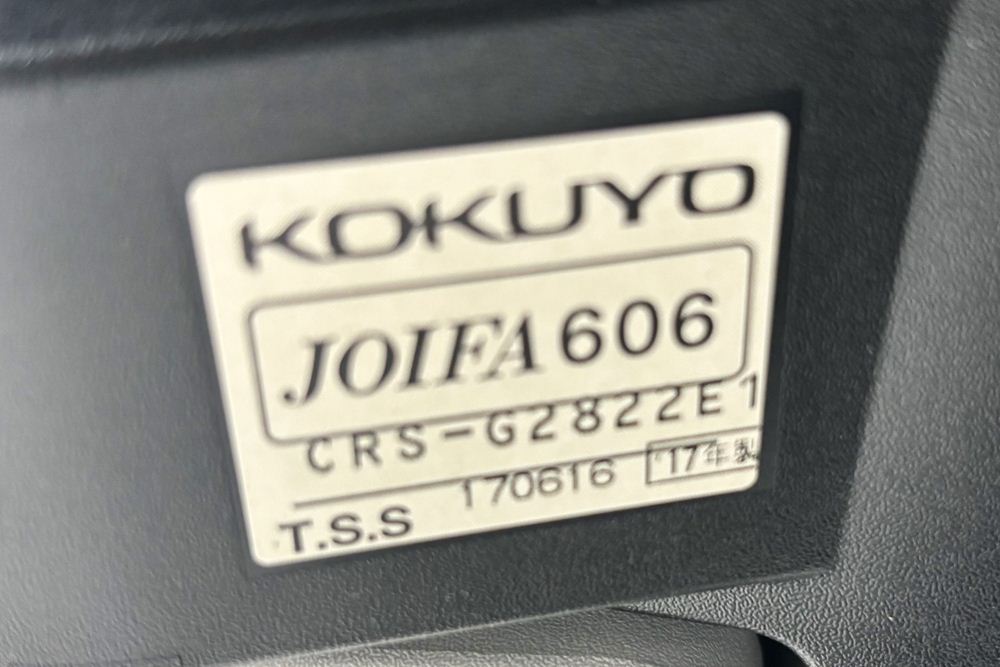 KOKUYO
JOIFA 606
CRS-G2822E1
170616 '17年製
T.S.S